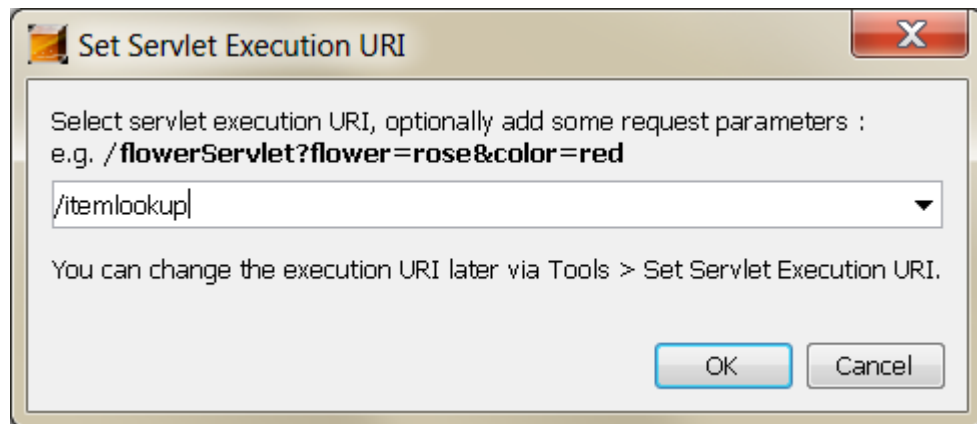 Set Servlet Execution URI
Select servlet execution URI, optionally add some request parameters :
e.g. /flowerServlet?flower=rose&color=red
/itemlookup
You can change the execution URI later via Tools > Set Servlet Execution URI.
OK Cancel